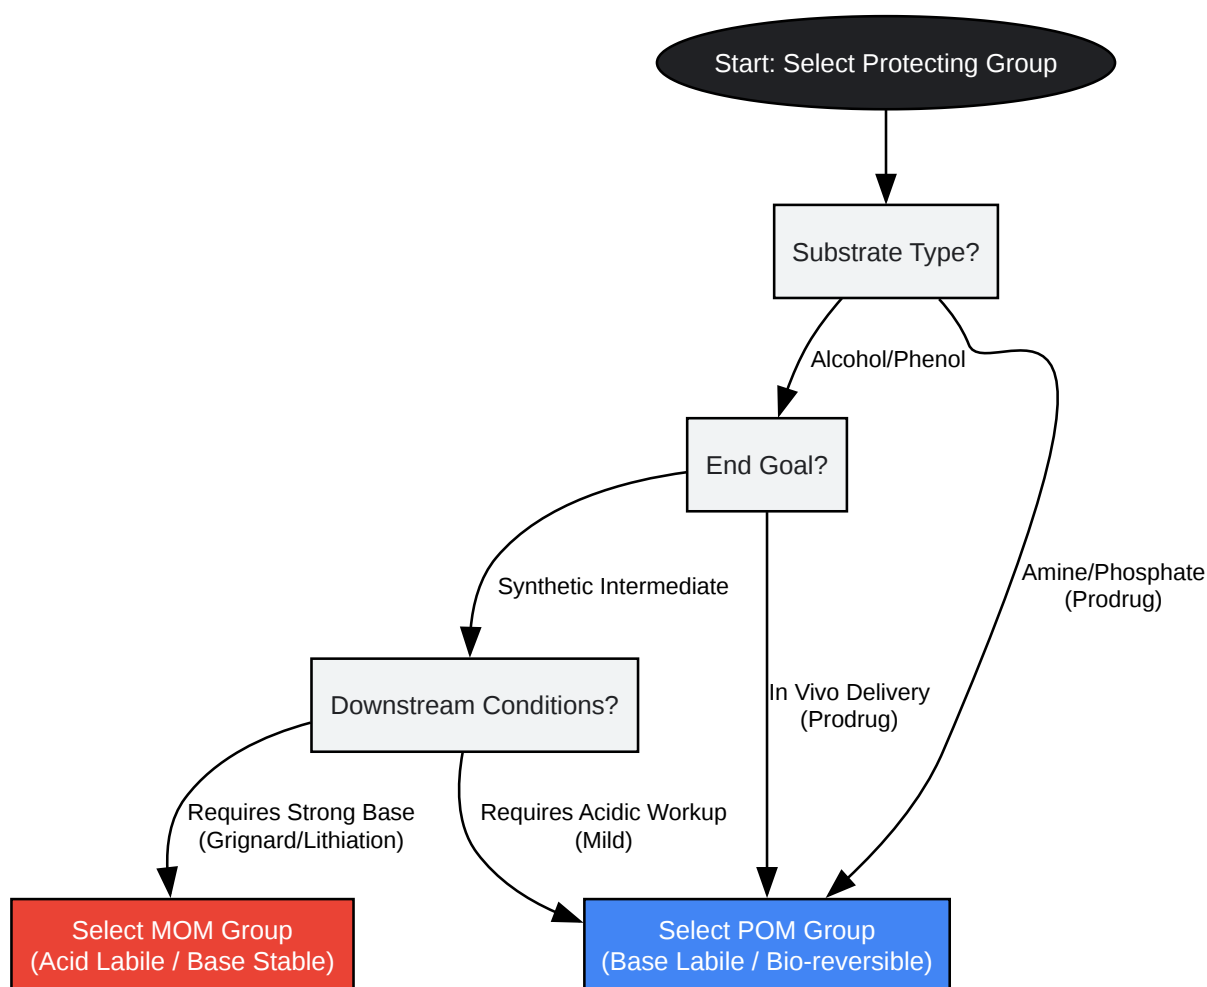 Start: Select Protecting Group
Substrate Type?
Alcohol/Phenol
End Goal?
Amine/Phosphate
(Prodrug)
Synthetic Intermediate
Downstream Conditions?
In Vivo Delivery
(Prodrug)
Requires Strong Base
(Grignard/Lithiation)
Requires Acidic Workup
(Mild)
Select MOM Group
(Acid Labile / Base Stable)
Select POM Group
(Base Labile / Bio-reversible)